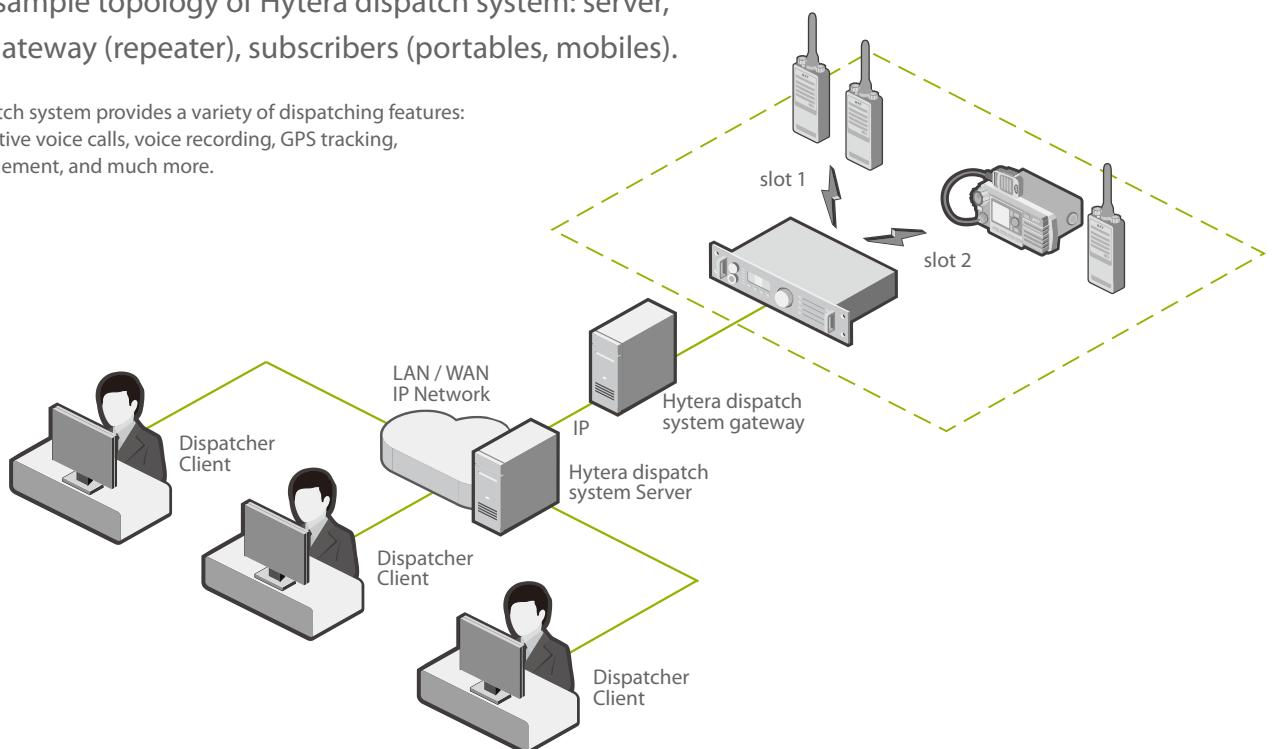 sample topology of Hytera dispatch system: server,
ateway (repeater), subscribers (portables, mobiles).
tch system provides a variety of dispatching features:
tive voice calls, voice recording, GPS tracking,
ement, and much more.
slot 1
slot 2
LAN / WAN
IP Network
IP
Hytera dispatch
system gateway
Hytera dispatch
system Server
Dispatcher
Client
Dispatcher
Client
Dispatcher
Client